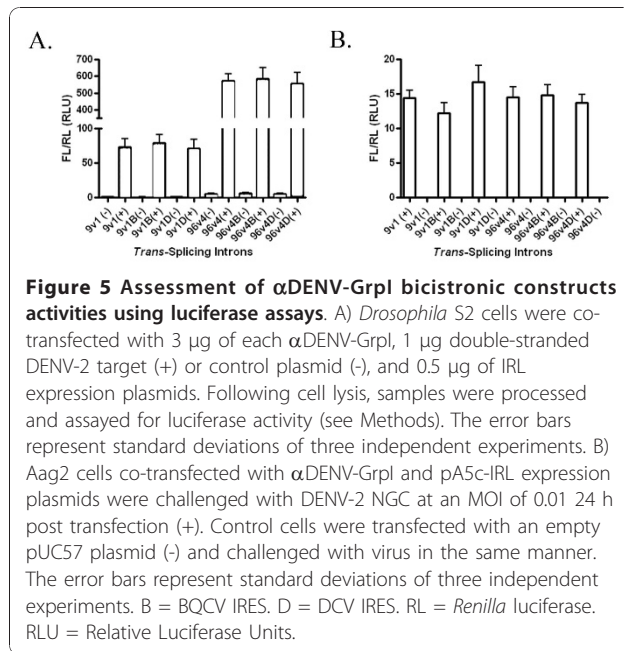 A.
B.
FL/RL (RLU)
700
600
500
400
300
100
50
0
9v1 (-)
9v1(+)
9v1B(-)
9v1B(+)
9v1D(-)
9v1D(+)
96v4(-)
96v4(+)
96v4B(-)
96v4B(+)
96v4D(-)
96v4D(+)
Trans-Splicing Introns
FL/RL (RLU)
20
15
10
5
0
9v1 (+)
9v1(-)
9v1B(+)
9v1B(-)
9v1D(+)
9v1D(-)
96v4(+)
96v4(-)
96v4B(+)
96v4B(-)
96v4D(+)
96v4D(-)
Trans-Splicing Introns
Figure 5 Assessment of αDENV-GrpI bicistronic constructs
activities using luciferase assays. A) Drosophila S2 cells were co-
transfected with 3 μg of each αDENV-GrpI, 1 μg double-stranded
DENV-2 target (+) or control plasmid (-), and 0.5 μg of IRL
expression plasmids. Following cell lysis, samples were processed
and assayed for luciferase activity (see Methods). The error bars
represent standard deviations of three independent experiments. B)
Aag2 cells co-transfected with αDENV-GrpI and pA5c-IRL expression
plasmids were challenged with DENV-2 NGC at an MOI of 0.01 24 h
post transfection (+). Control cells were transfected with an empty
pUC57 plasmid (-) and challenged with virus in the same manner.
The error bars represent standard deviations of three independent
experiments. B = BQCV IRES. D = DCV IRES. RL = Renilla luciferase.
RLU = Relative Luciferase Units.